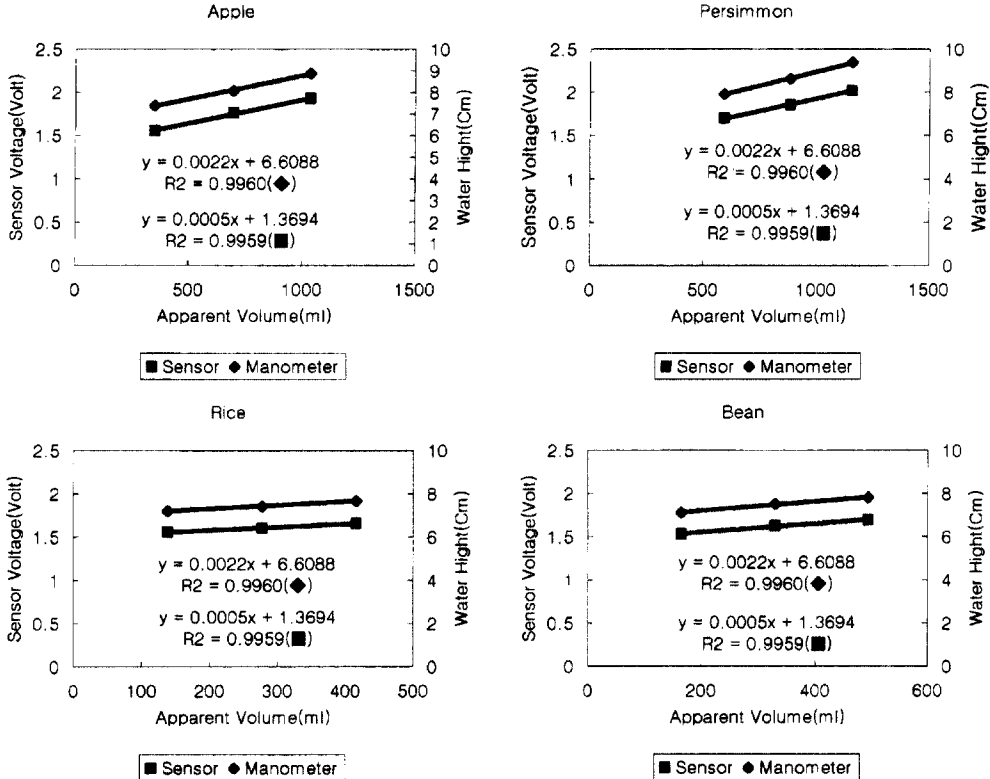 Apple
Sensor Voltage(Volt)
2.5
2
1.5
1
0.5
0
y = 0.0022x + 6.6088
R2 = 0.9960(◆)
y = 0.0005x + 1.3694
R2 = 0.9959(■)
10
9
8
7
6
5
4
3
2
1
0
Water Hight(Cm)
0 500 1000 1500
Apparent Volume(ml)
■ Sensor ◆ Manometer
Persimmon
Sensor Voltage(Volt)
2.5
2
1.5
1
0.5
0
y = 0.0022x + 6.6088
R2 = 0.9960(◆)
y = 0.0005x + 1.3694
R2 = 0.9959(■)
10
8
6
4
2
0
Water Hight(Cm)
0 500 1000 1500
Apparent Volume(ml)
■ Sensor ◆ Manometer
Rice
Sensor Voltage(Volt)
2.5
2
1.5
1
0.5
0
y = 0.0022x + 6.6088
R2 = 0.9960(◆)
y = 0.0005x + 1.3694
R2 = 0.9959(■)
10
8
6
4
2
0
Water Hight(Cm)
0 100 200 300 400 500
Apparent Volume(ml)
■ Sensor ◆ Manometer
Bean
Sensor Voltage(Volt)
2.5
2
1.5
1
0.5
0
y = 0.0022x + 6.6088
R2 = 0.9960(◆)
y = 0.0005x + 1.3694
R2 = 0.9959(■)
10
8
6
4
2
0
Water Hight(Cm)
0 200 400 600
Apparent Volume(ml)
■ Sensor ◆ Manometer